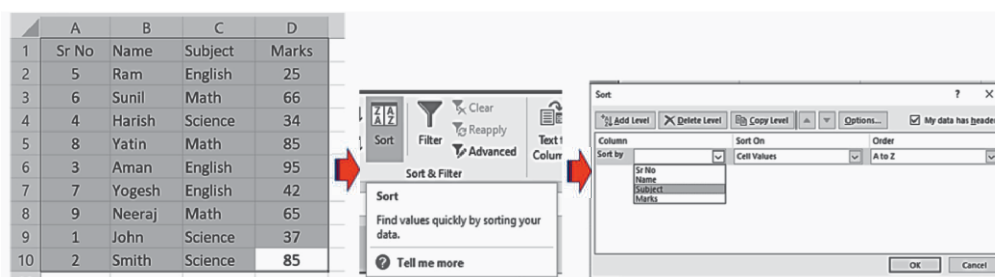 A B C D
1 Sr No Name Subject Marks
2 5 Ram English 25
3 6 Sunil Math 66
4 4 Harish Science 34
5 8 Yatin Math 85
6 3 Aman English 95
7 7 Yogesh English 42
8 9 Neeraj Math 65
9 1 John Science 37
10 2 Smith Science 85
Sort Filter Clear
Reapply
Advanced
Text t
Colum
Sort & Filter
Sort
Find values quickly by sorting your
data.
Tell me more
Sort ? X
Add Level Delete Level Copy Level Options... My data has heade
Column Sort On Order
Sort by Cell Values A to Z
Sr No
Name
Subject
Marks
OK Cancel